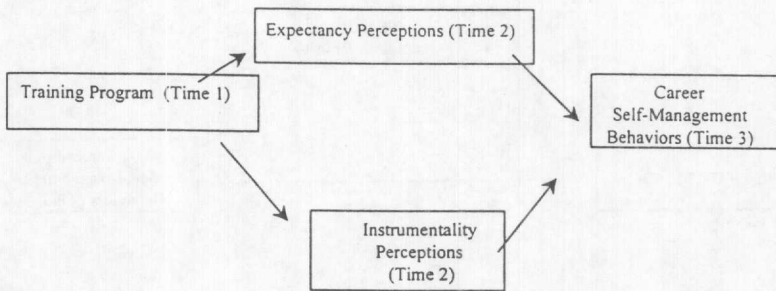 Expectancy Perceptions (Time 2)
Training Program (Time 1)
Career
Self-Management
Behaviors (Time 3)
Instrumentality
Perceptions
(Time 2)